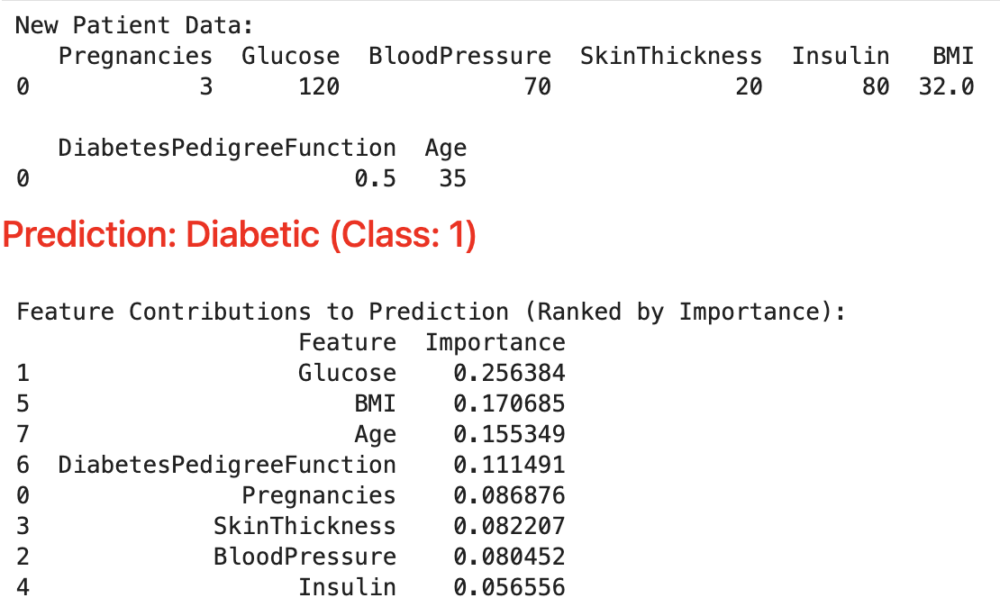 New Patient Data:
Pregnancies Glucose BloodPressure SkinThickness Insulin BMI
0 3 120 70 20 80 32.0
DiabetesPedigreeFunction Age
0 0.5 35
Prediction: Diabetic (Class: 1)
Feature Contributions to Prediction (Ranked by Importance):
Feature Importance
1 Glucose 0.256384
5 BMI 0.170685
7 Age 0.155349
6 DiabetesPedigreeFunction 0.111491
0 Pregnancies 0.086876
3 SkinThickness 0.082207
2 BloodPressure 0.080452
4 Insulin 0.056556